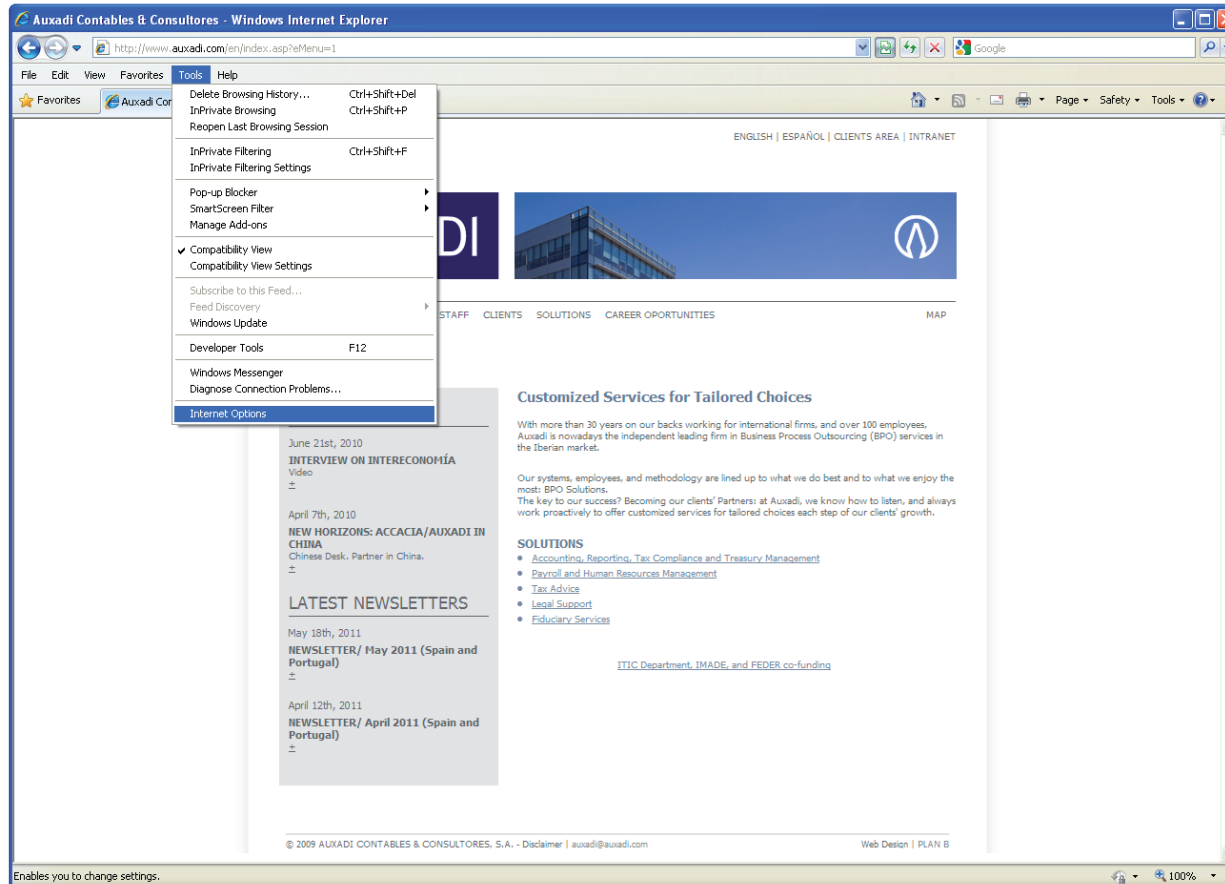 Auxadi Contables & Consultores - Windows Internet Explorer
http://www.auxadi.com/en/index.asp?eMenu=1
Google
File Edit View Favorites Tools Help
Favorites
Auxadi Cor
Page Safety Tools
Delete Browsing History... Ctrl+Shift+Del
InPrivate Browsing Ctrl+Shift+P
Reopen Last Browsing Session
InPrivate Filtering Ctrl+Shift+F
InPrivate Filtering Settings
Pop-up Blocker
SmartScreen Filter
Manage Add-ons
Compatibility View
Compatibility View Settings
Subscribe to this Feed...
Feed Discovery
Windows Update
Developer Tools F12
Windows Messenger
Diagnose Connection Problems...
Internet Options
ENGLISH | ESPAÑOL | CLIENTS AREA | INTRANET
DI
STAFF CLIENTS SOLUTIONS CAREER OPORTUNITIES MAP
June 21st, 2010
INTERVIEW ON INTERECONOMÍA
Video
+
April 7th, 2010
NEW HORIZONS: ACCACIA/AUXADI IN
CHINA
Chinese Desk. Partner in China.
+
LATEST NEWSLETTERS
May 18th, 2011
NEWSLETTER/ May 2011 (Spain and
Portugal)
+
April 12th, 2011
NEWSLETTER/ April 2011 (Spain and
Portugal)
+
Customized Services for Tailored Choices
With more than 30 years on our backs working for international firms, and over 100 employees,
Auxadi is nowadays the independent leading firm in Business Process Outsourcing (BPO) services in
the Iberian market.
Our systems, employees, and methodology are lined up to what we do best and to what we enjoy the
most: BPO Solutions.
The key to our success? Becoming our clients' Partners: at Auxadi, we know how to listen, and always
work proactively to offer customized services for tailored choices each step of our clients' growth.
SOLUTIONS
Accounting, Reporting, Tax Compliance and Treasury Management
Payroll and Human Resources Management
Tax Advice
Legal Support
Fiduciary Services
ITIC Department, IMADE, and FEDER co-funding
© 2009 AUXADI CONTABLES & CONSULTORES, S.A. - Disclaimer | auxadi@auxadi.com
Web Design | PLAN B
Enables you to change settings.
100%